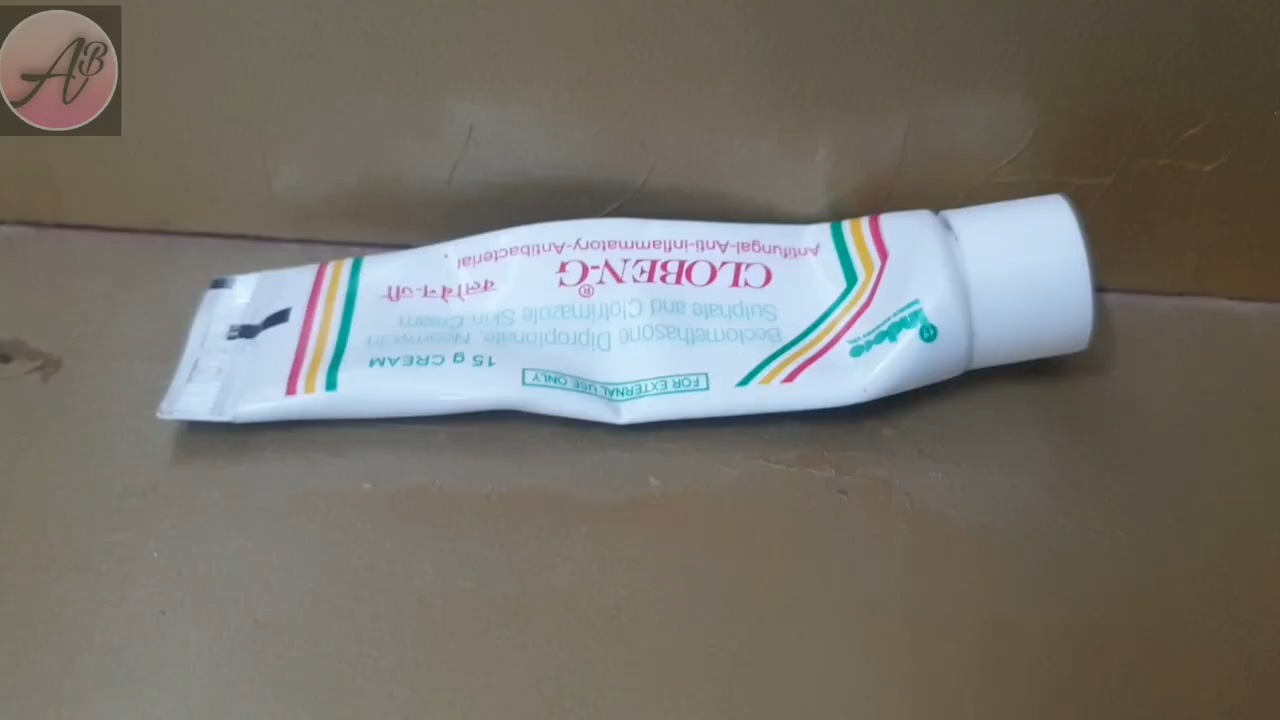 AB
FOR EXTERNAL USE ONLY
15 g CREAM
Beclomethasone Dipropionate, Neomycin
Sulphate and Clotrimazole Skin Cream
CLOBEN-G®
क्लोबेन-जी
Antifungal-Anti-inflammatory-Antibacterial
indoco